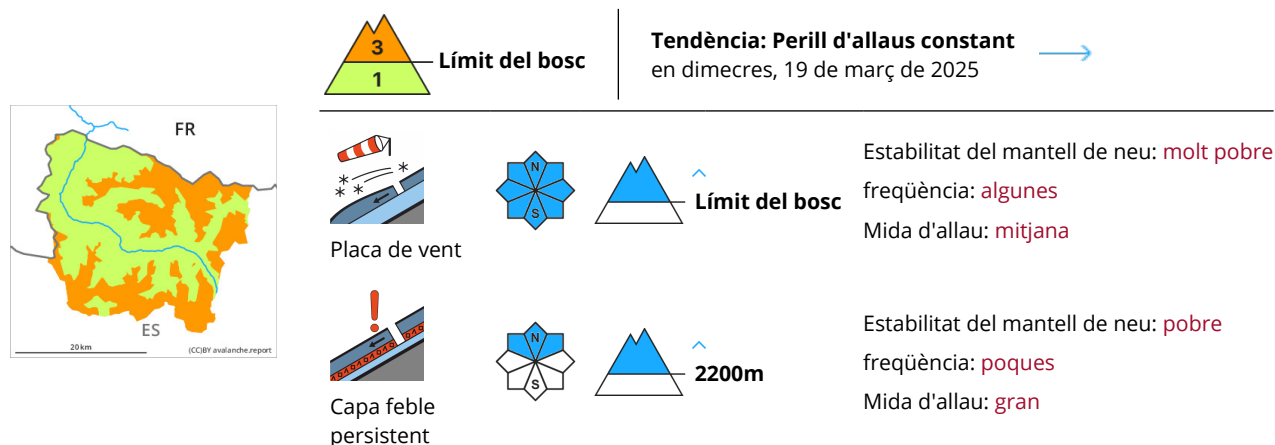 3
1
Límit del bosc
Tendència: Perill d'allaus constant
en dimecres, 19 de març de 2025
FR
ES
20 km
(CC)BY avalanche.report
Placa de vent
N
S
Límit del bosc
Estabilitat del mantell de neu: molt pobre
freqüència: algunes
Mida d'allau: mitjana
Capa feble
persistent
N
S
2200m
Estabilitat del mantell de neu: pobre
freqüència: poques
Mida d'allau: gran